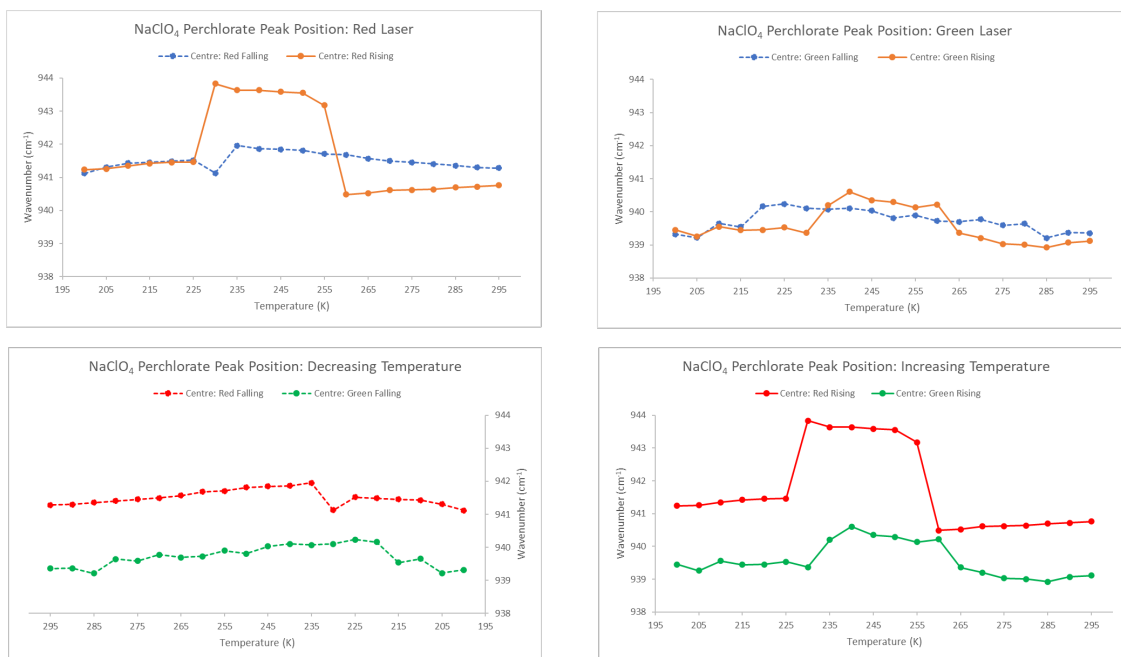 NaClO₄ Perchlorate Peak Position: Red Laser
Centre: Red Falling Centre: Red Rising
Wavenumber (cm⁻¹)
944
943
942
941
940
939
938
195 205 215 225 235 245 255 265 275 285 295
Temperature (K)
NaClO₄ Perchlorate Peak Position: Green Laser
Centre: Green Falling Centre: Green Rising
Wavenumber (cm⁻¹)
944
943
942
941
940
939
938
195 205 215 225 235 245 255 265 275 285 295
Temperature (K)
NaClO₄ Perchlorate Peak Position: Decreasing Temperature
Centre: Red Falling Centre: Green Falling
944
943
942
941
940
939
938
Wavenumber (cm⁻¹)
295 285 275 265 255 245 235 225 215 205 195
Temperature (K)
NaClO₄ Perchlorate Peak Position: Increasing Temperature
Centre: Red Rising Centre: Green Rising
Wavenumber (cm⁻¹)
944
943
942
941
940
939
938
195 205 215 225 235 245 255 265 275 285 295
Temperature (K)